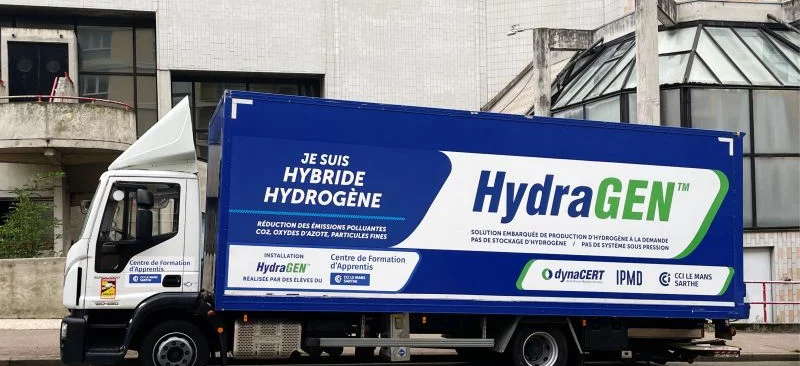 JE SUIS
HYBRIDE
HYDROGÈNE
RÉDUCTION DES ÉMISSIONS POLLUANTES
CO2, OXYDES D'AZOTE, PARTICULES FINES
HydraGEN™
SOLUTION EMBARQUÉE DE PRODUCTION D'HYDROGÈNE À LA DEMANDE
PAS DE STOCKAGE D'HYDROGENE / PAS DE SYSTÈME SOUS PRESSION
INSTALLATION
HydraGEN™
RÉALISÉE PAR DES ÉLÈVES DU
Centre de Formation
d'Apprentis
CCI LE MANS
SARTHE
dynaCERT
IPMD
CCI LE MANS
SARTHE
Centre de Formation
d'Apprentis
CCI LE MANS
SARTHE